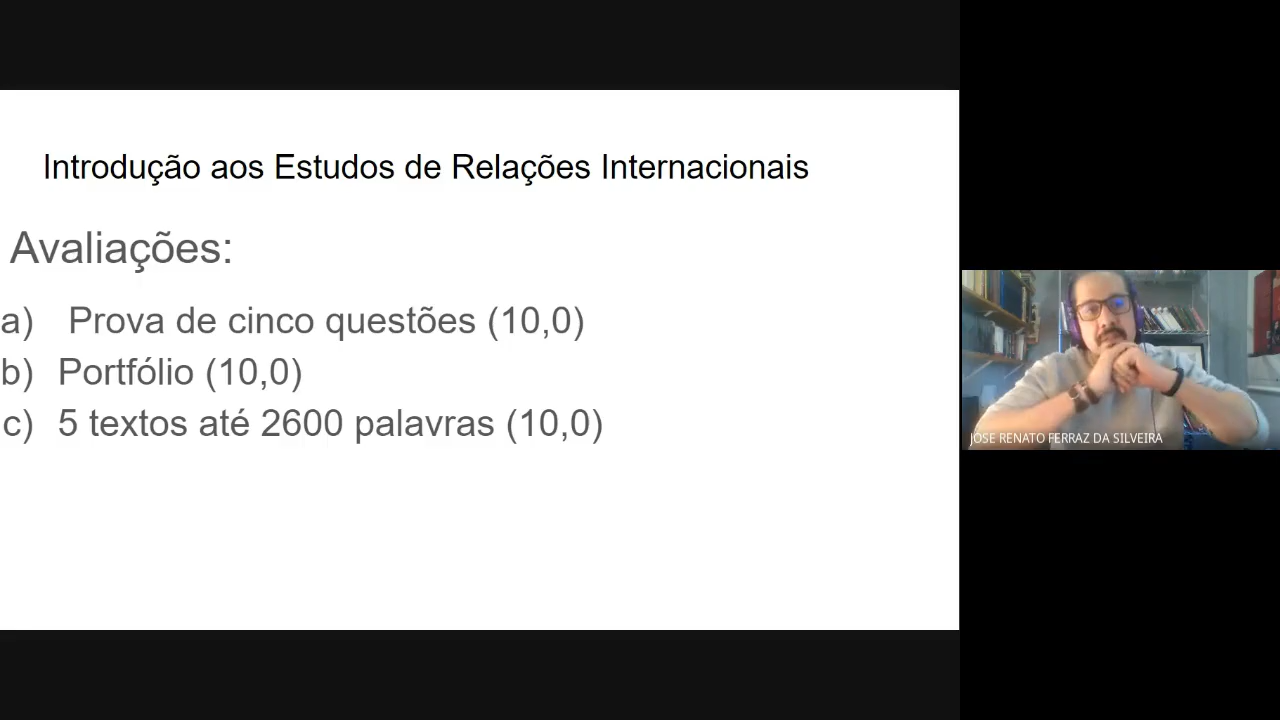 Introdução aos Estudos de Relações Internacionais
Avaliações:
a) Prova de cinco questões (10,0)
b) Portfólio (10,0)
c) 5 textos até 2600 palavras (10,0)
JOSE RENATO FERRAZ DA SILVEIRA